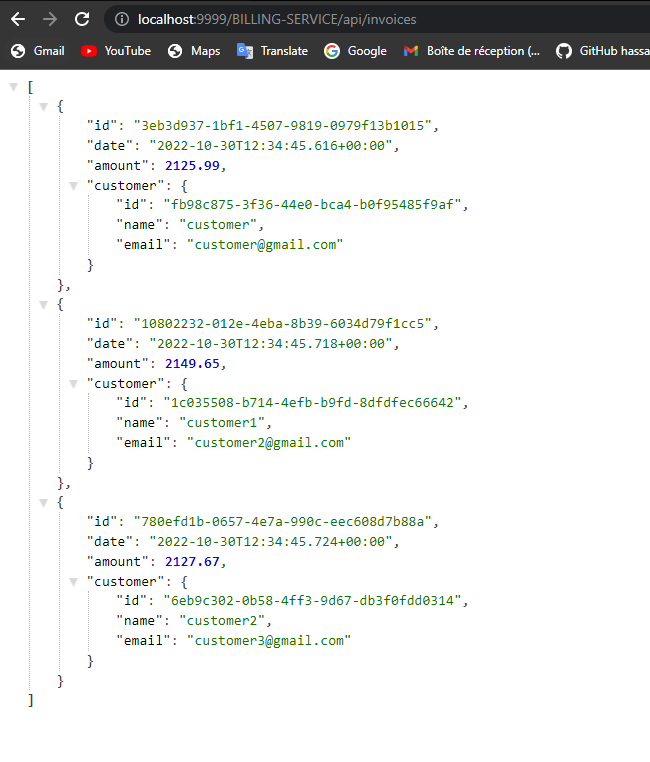 localhost:9999/BILLING-SERVICE/api/invoices
Gmail YouTube Maps Translate Google Boîte de réception (... GitHub hassa
[
{
"id": "3eb3d937-1bf1-4507-9819-0979f13b1015",
"date": "2022-10-30T12:34:45.616+00:00",
"amount": 2125.99,
"customer": {
"id": "fb98c875-3f36-44e0-bca4-b0f95485f9af",
"name": "customer",
"email": "customer@gmail.com"
}
},
{
"id": "10802232-012e-4eba-8b39-6034d79f1cc5",
"date": "2022-10-30T12:34:45.718+00:00",
"amount": 2149.65,
"customer": {
"id": "1c035508-b714-4efb-b9fd-8dfdfec66642",
"name": "customer1",
"email": "customer2@gmail.com"
}
},
{
"id": "780efd1b-0657-4e7a-990c-eec608d7b88a",
"date": "2022-10-30T12:34:45.724+00:00",
"amount": 2127.67,
"customer": {
"id": "6eb9c302-0b58-4ff3-9d67-db3f0fdd0314",
"name": "customer2",
"email": "customer3@gmail.com"
}
}
]